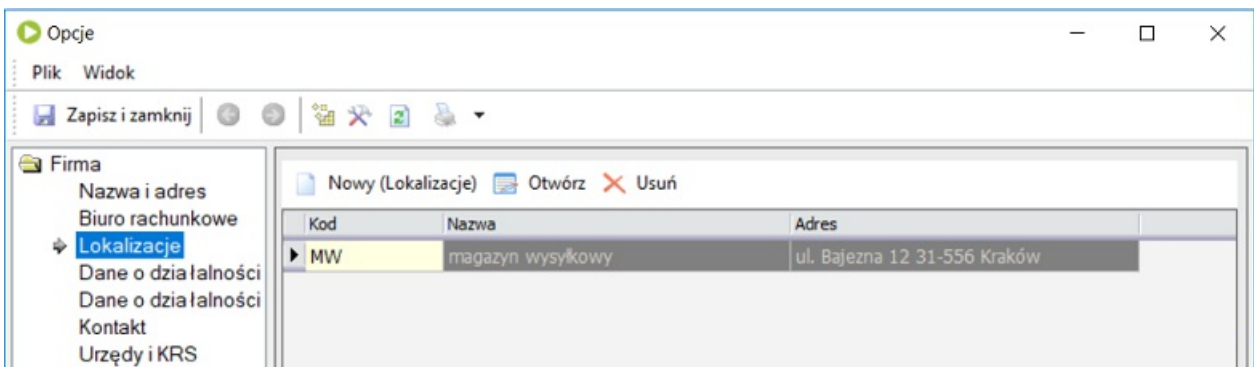 Opcje
Plik Widok
Zapisz i zamknij
Firma
Nazwa i adres
Biuro rachunkowe
Lokalizacje
Dane o działalności
Dane o działalności
Kontakt
Urzędy i KRS
Nowy (Lokalizacje) Otwórz Usuń
Kod Nazwa Adres
MW magazyn wysyłkowy ul. Bajezna 12 31-556 Kraków